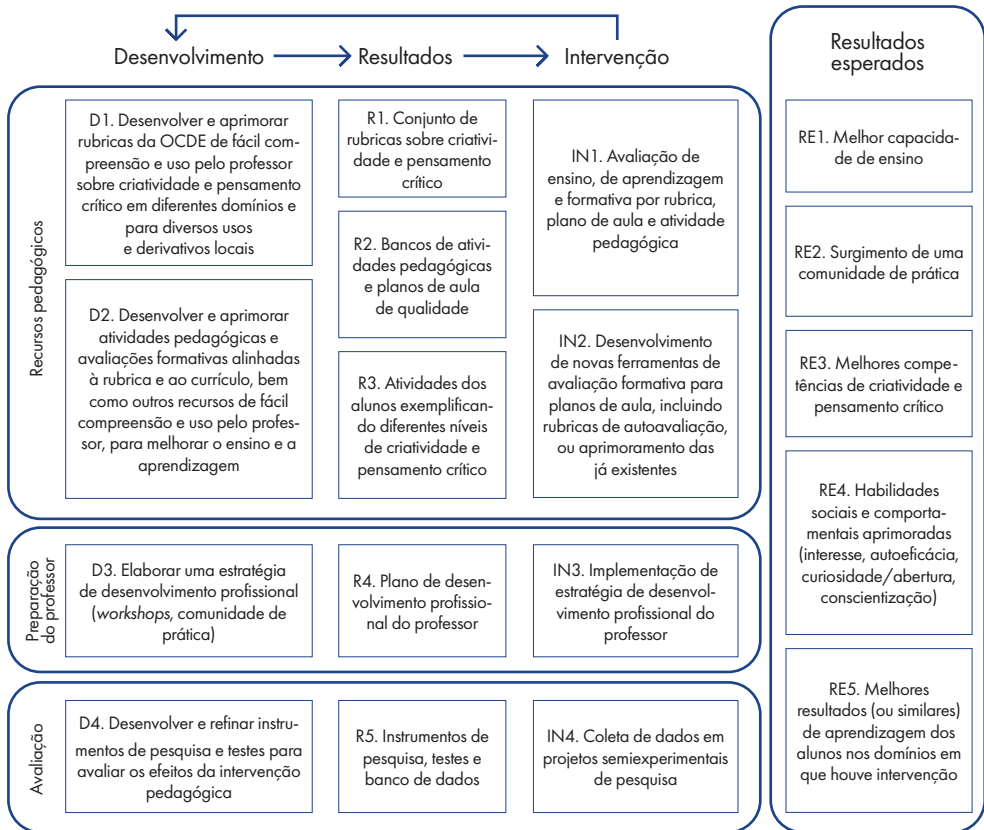 Desenvolvimento
Resultados
Intervenção
Resultados
esperados
Recursos pedagógicos
D1. Desenvolver e aprimorar
rubricas da OCDE de fácil com-
preensão e uso pelo professor
sobre criatividade e pensamento
crítico em diferentes domínios e
para diversos usos
e derivativos locais
D2. Desenvolver e aprimorar
atividades pedagógicas e
avaliações formativas alinhadas
à rubrica e ao currículo, bem
como outros recursos de fácil
compreensão e uso pelo profes-
sor, para melhorar o ensino e a
aprendizagem
R1. Conjunto de
rubricas sobre criativi-
dade e pensamento
crítico
R2. Bancos de ativi-
dades pedagógicas
e planos de aula
de qualidade
R3. Atividades dos
alunos exemplifican-
do diferentes níveis
de criatividade e
pensamento crítico
IN1. Avaliação de
ensino, de aprendizagem
e formativa por rubrica,
plano de aula e atividade
pedagógica
IN2. Desenvolvimento
de novas ferramentas de
avaliação formativa para
planos de aula, incluindo
rubricas de autoavaliação,
ou aprimoramento das
já existentes
Preparação
do professor
D3. Elaborar uma estratégia
de desenvolvimento profissional
(workshops, comunidade de
prática)
R4. Plano de desen-
volvimento profissio-
nal do professor
IN3. Implementação de
estratégia de desenvol-
vimento profissional do
professor
Avaliação
D4. Desenvolver e refinar instru-
mentos de pesquisa e testes para
avaliar os efeitos da intervenção
pedagógica
R5. Instrumentos de
pesquisa, testes e
banco de dados
IN4. Coleta de dados em
projetos semiexperimentais
de pesquisa
RE1. Melhor capacida-
de de ensino
RE2. Surgimento de uma
comunidade de prática
RE3. Melhores compe-
tências de criatividade e
pensamento crítico
RE4. Habilidades
sociais e comporta-
mentais aprimoradas
(interesse, autoeficácia,
curiosidade/abertura,
conscientização)
RE5. Melhores
resultados (ou similares)
de aprendizagem dos
alunos nos domínios em
que houve intervenção